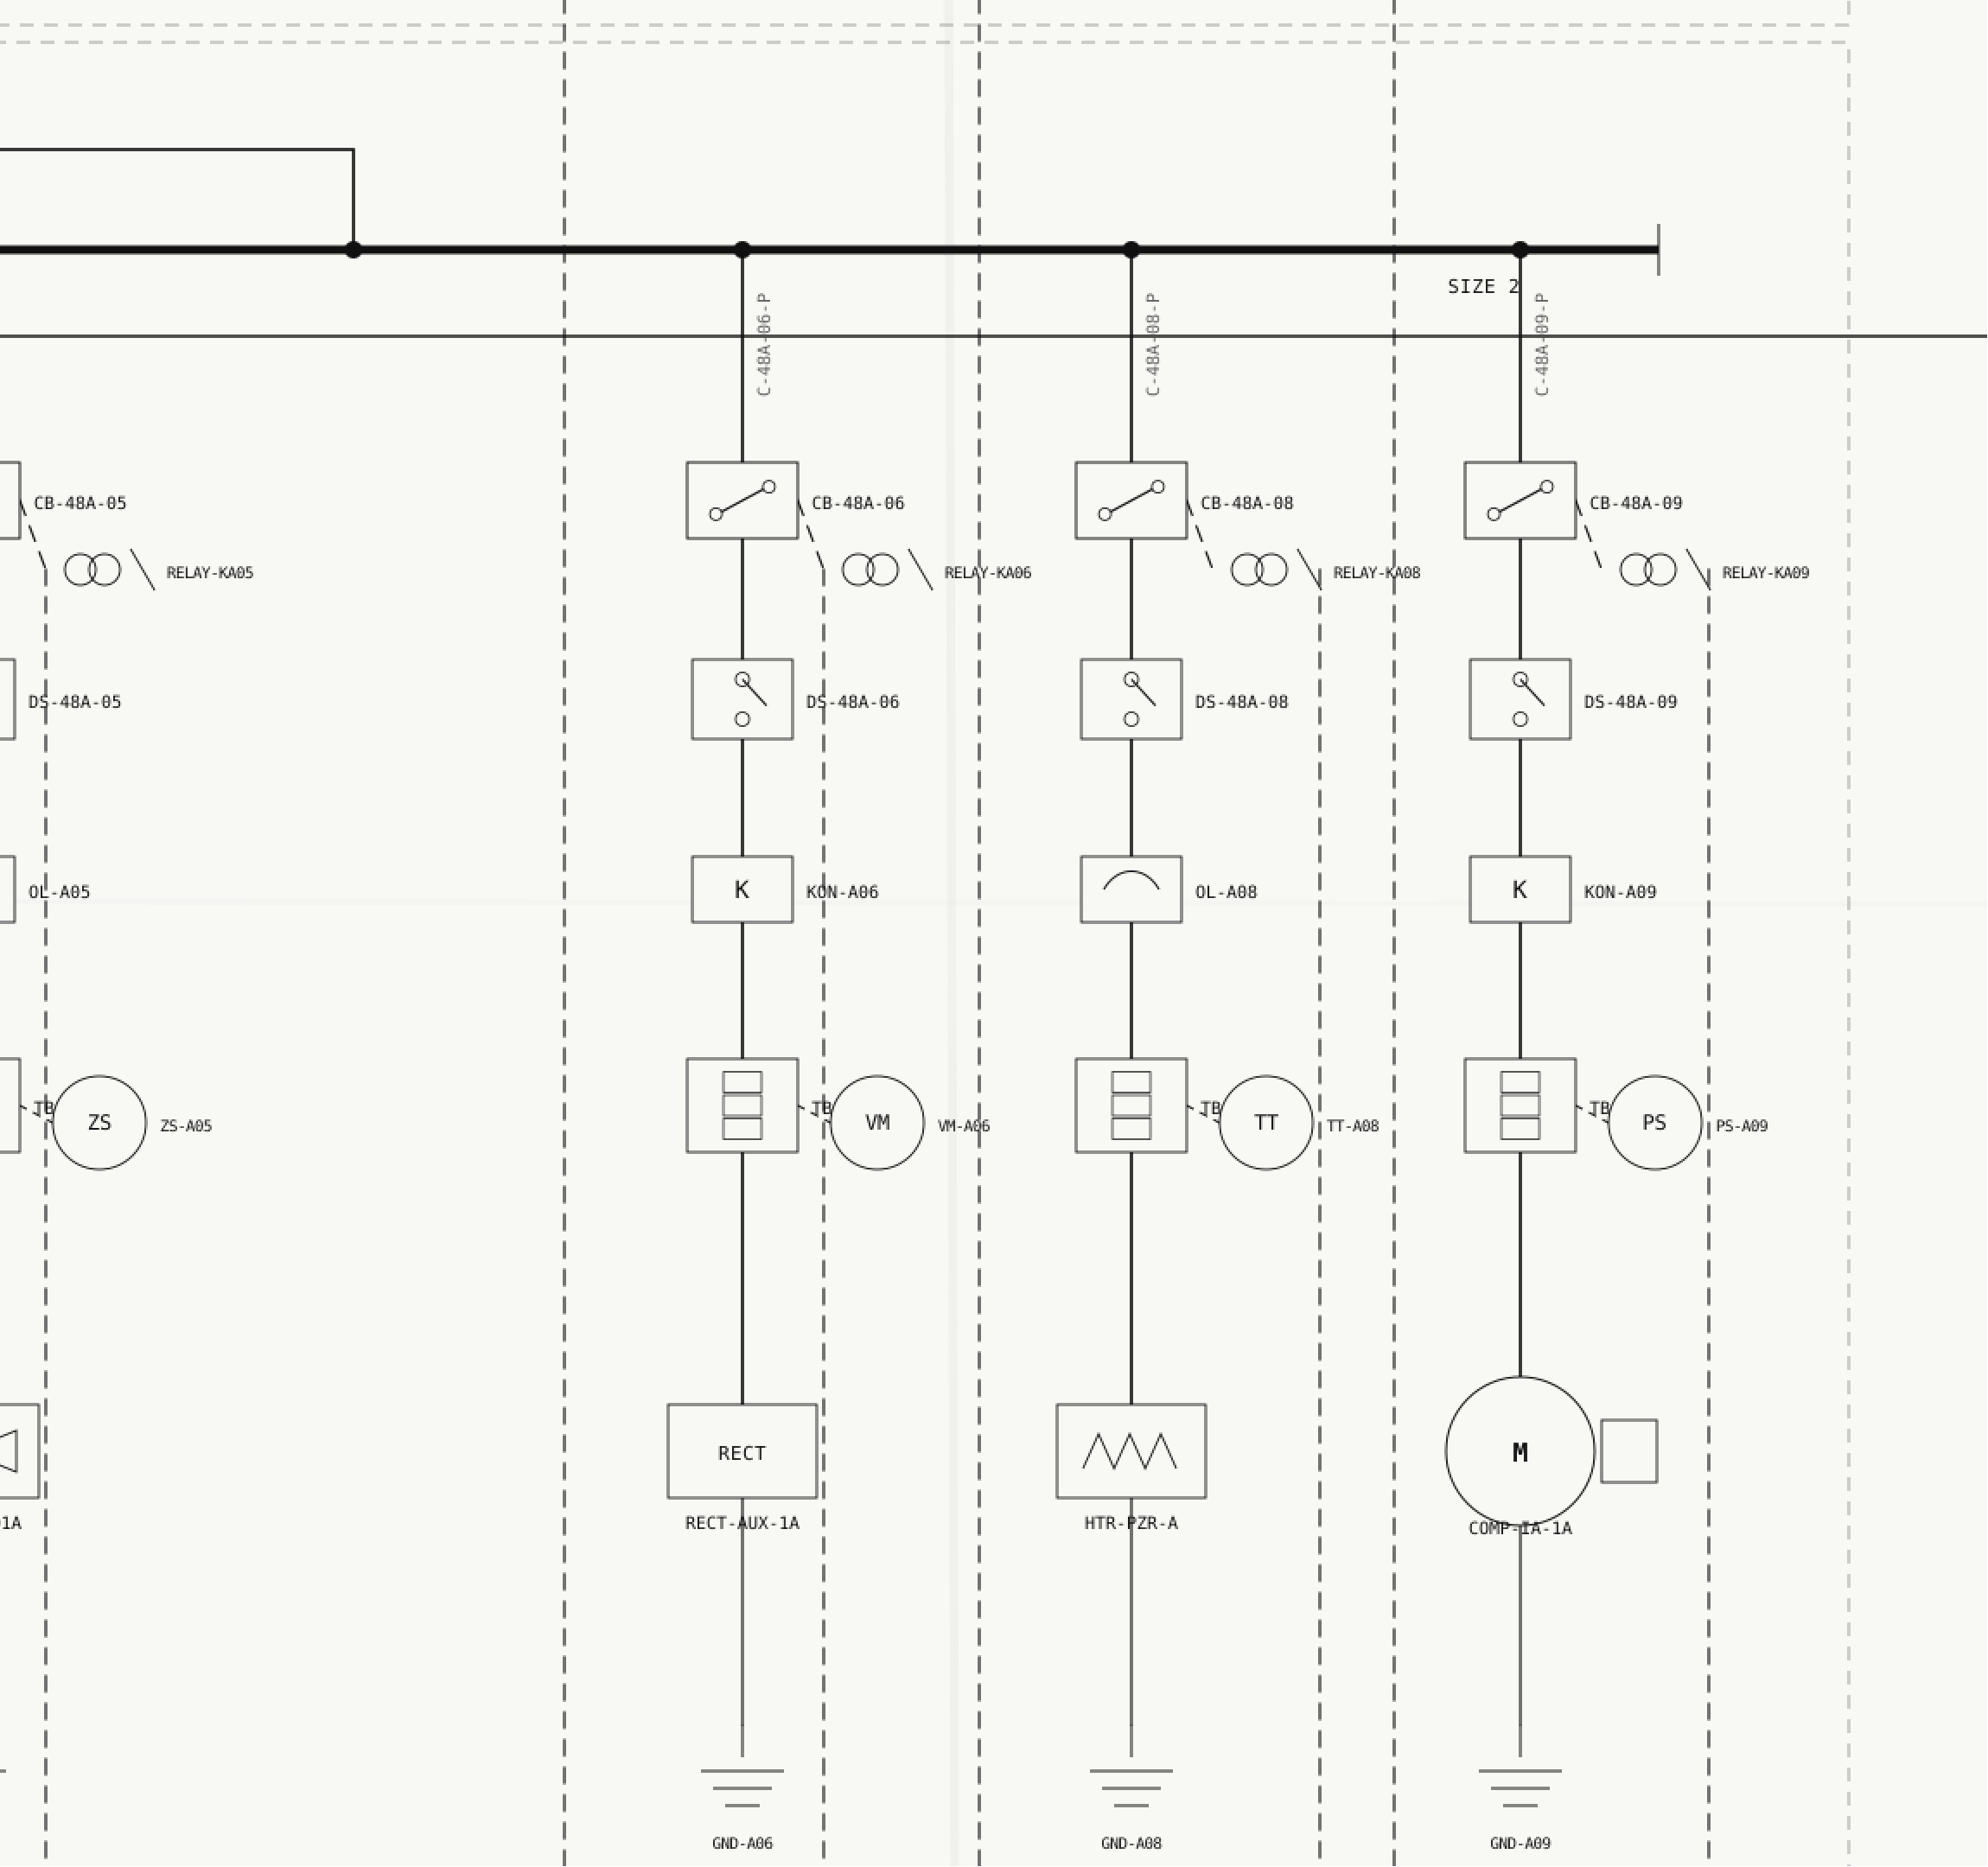 SIZE 2
C-48A-06-P
C-48A-08-P
C-48A-09-P
CB-48A-05
CB-48A-06
CB-48A-08
CB-48A-09
RELAY-KA05
RELAY-KA06
RELAY-KA08
RELAY-KA09
DS-48A-05
DS-48A-06
DS-48A-08
DS-48A-09
OL-A05
K
KON-A06
OL-A08
K
KON-A09
TB
ZS
ZS-A05
TB
VM
VM-A06
TB
TT
TT-A08
TB
PS
PS-A09
RECT
M
1A
RECT-AUX-1A
HTR-PZR-A
COMP-IA-1A
GND-A06
GND-A08
GND-A09